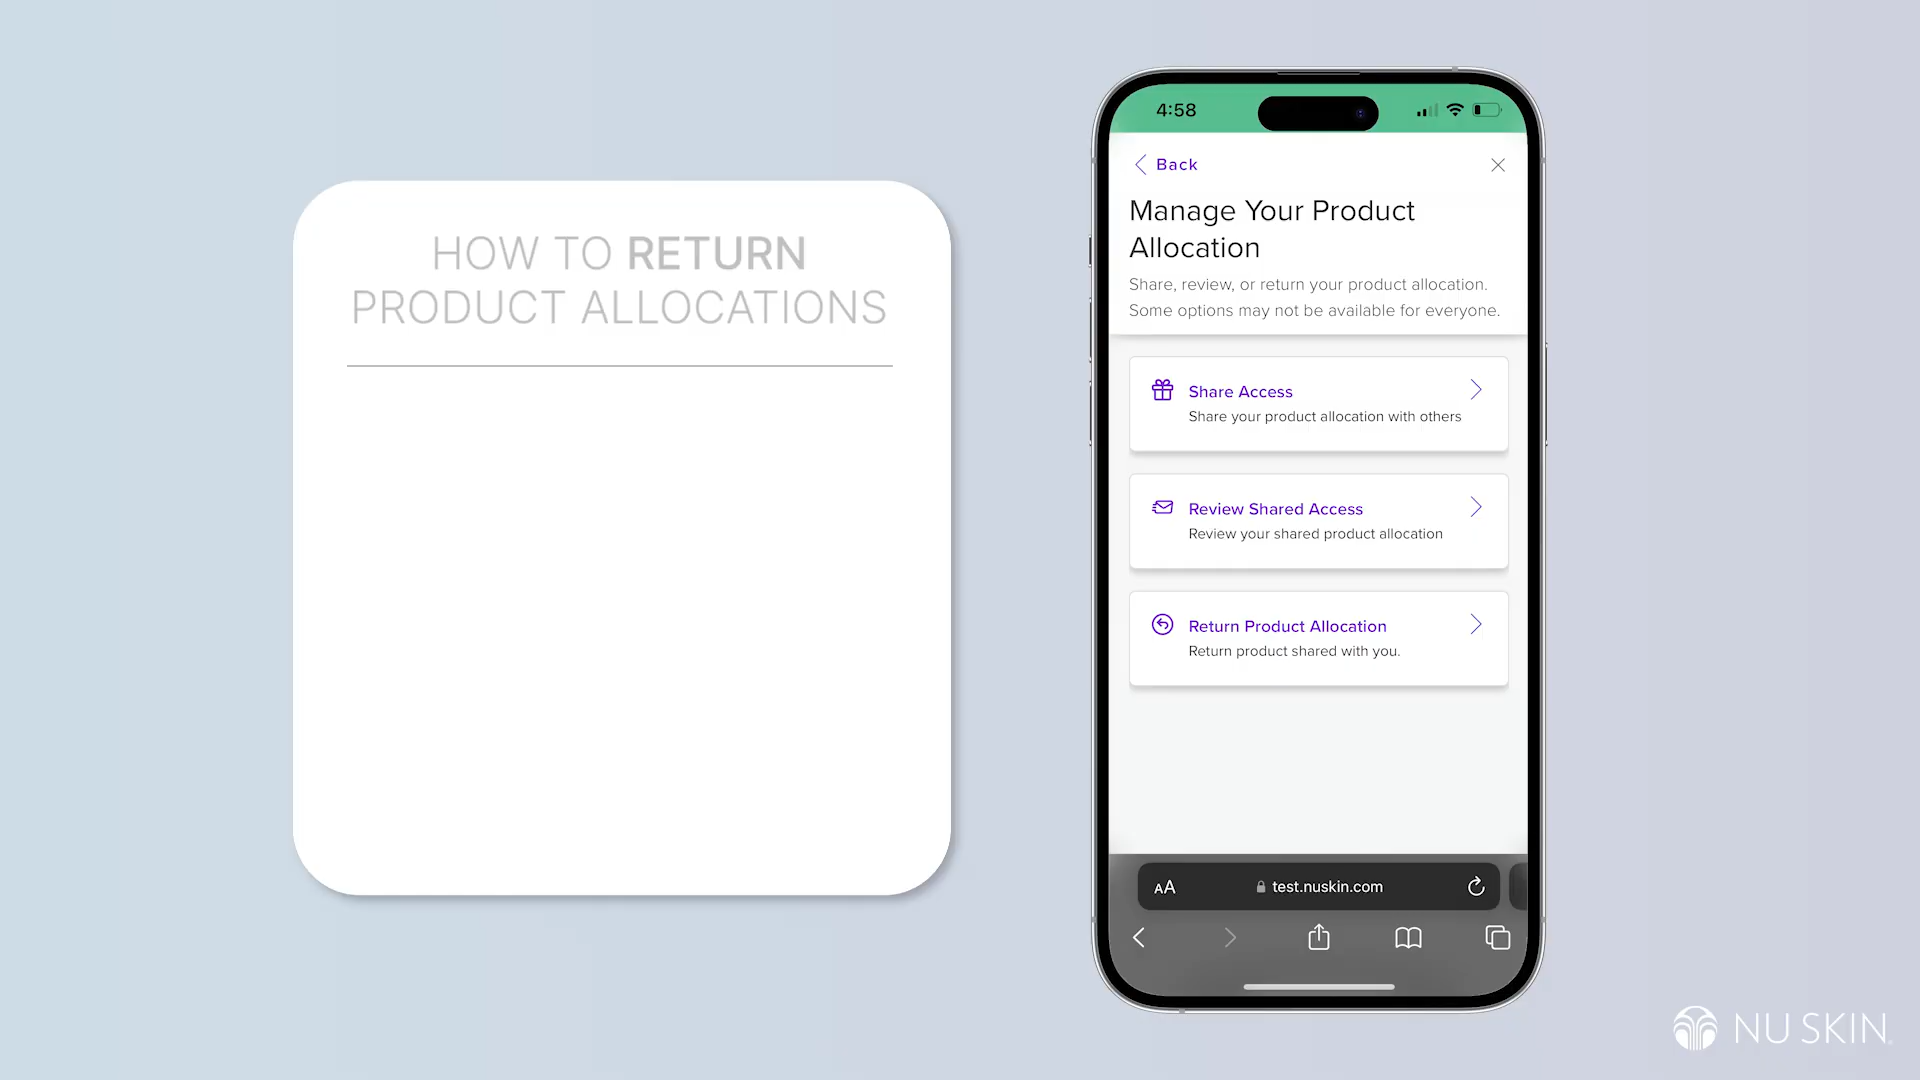 HOW TO RETURN
PRODUCT ALLOCATIONS
4:58
Back
Manage Your Product
Allocation
Share, review, or return your product allocation.
Some options may not be available for everyone.
Share Access
Share your product allocation with others
Review Shared Access
Review your shared product allocation
Return Product Allocation
Return product shared with you.
AA
test.nuskin.com
NU SKIN